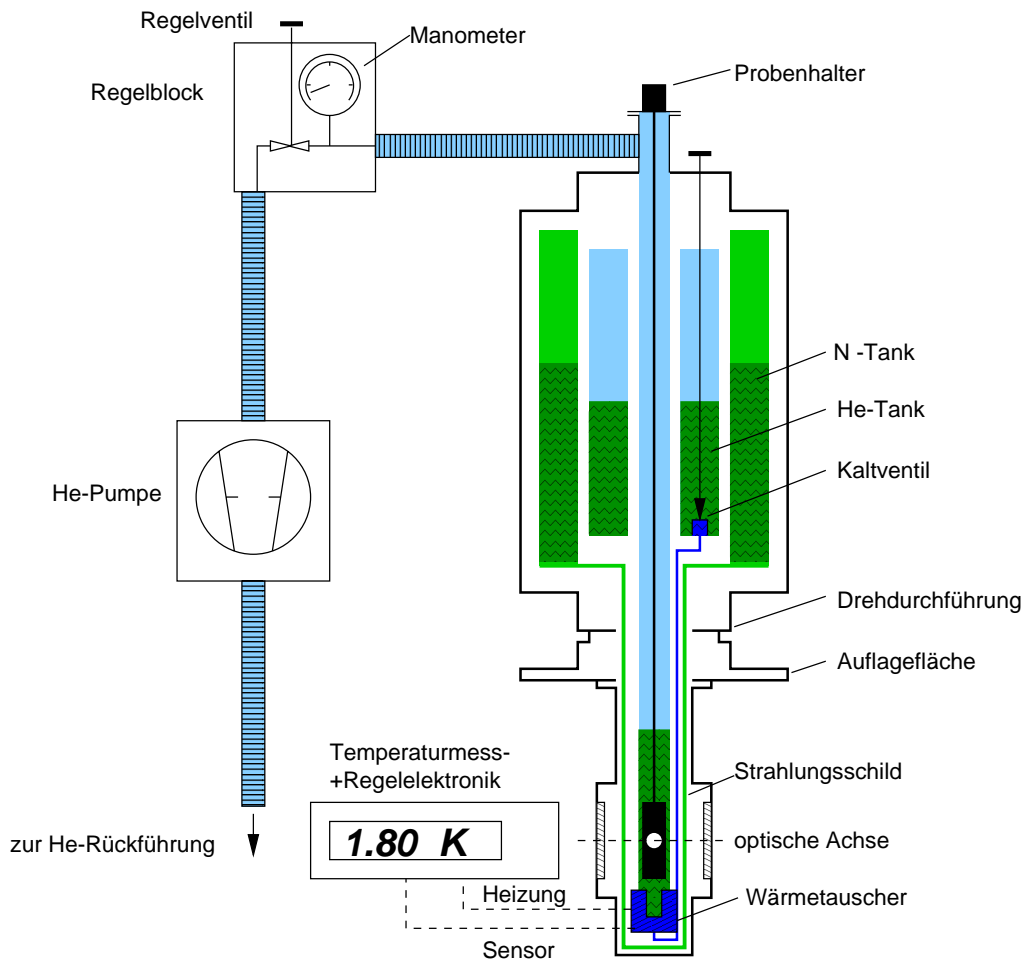 Regelventil
Manometer
Regelblock
Probenhalter
N -Tank
He-Tank
Kaltventil
He-Pumpe
Drehdurchführung
Auflagefläche
Temperaturmess-
+Regelelektronik
Strahlungsschild
1.80 K
zur He-Rückführung
optische Achse
Heizung
Wärmetauscher
Sensor